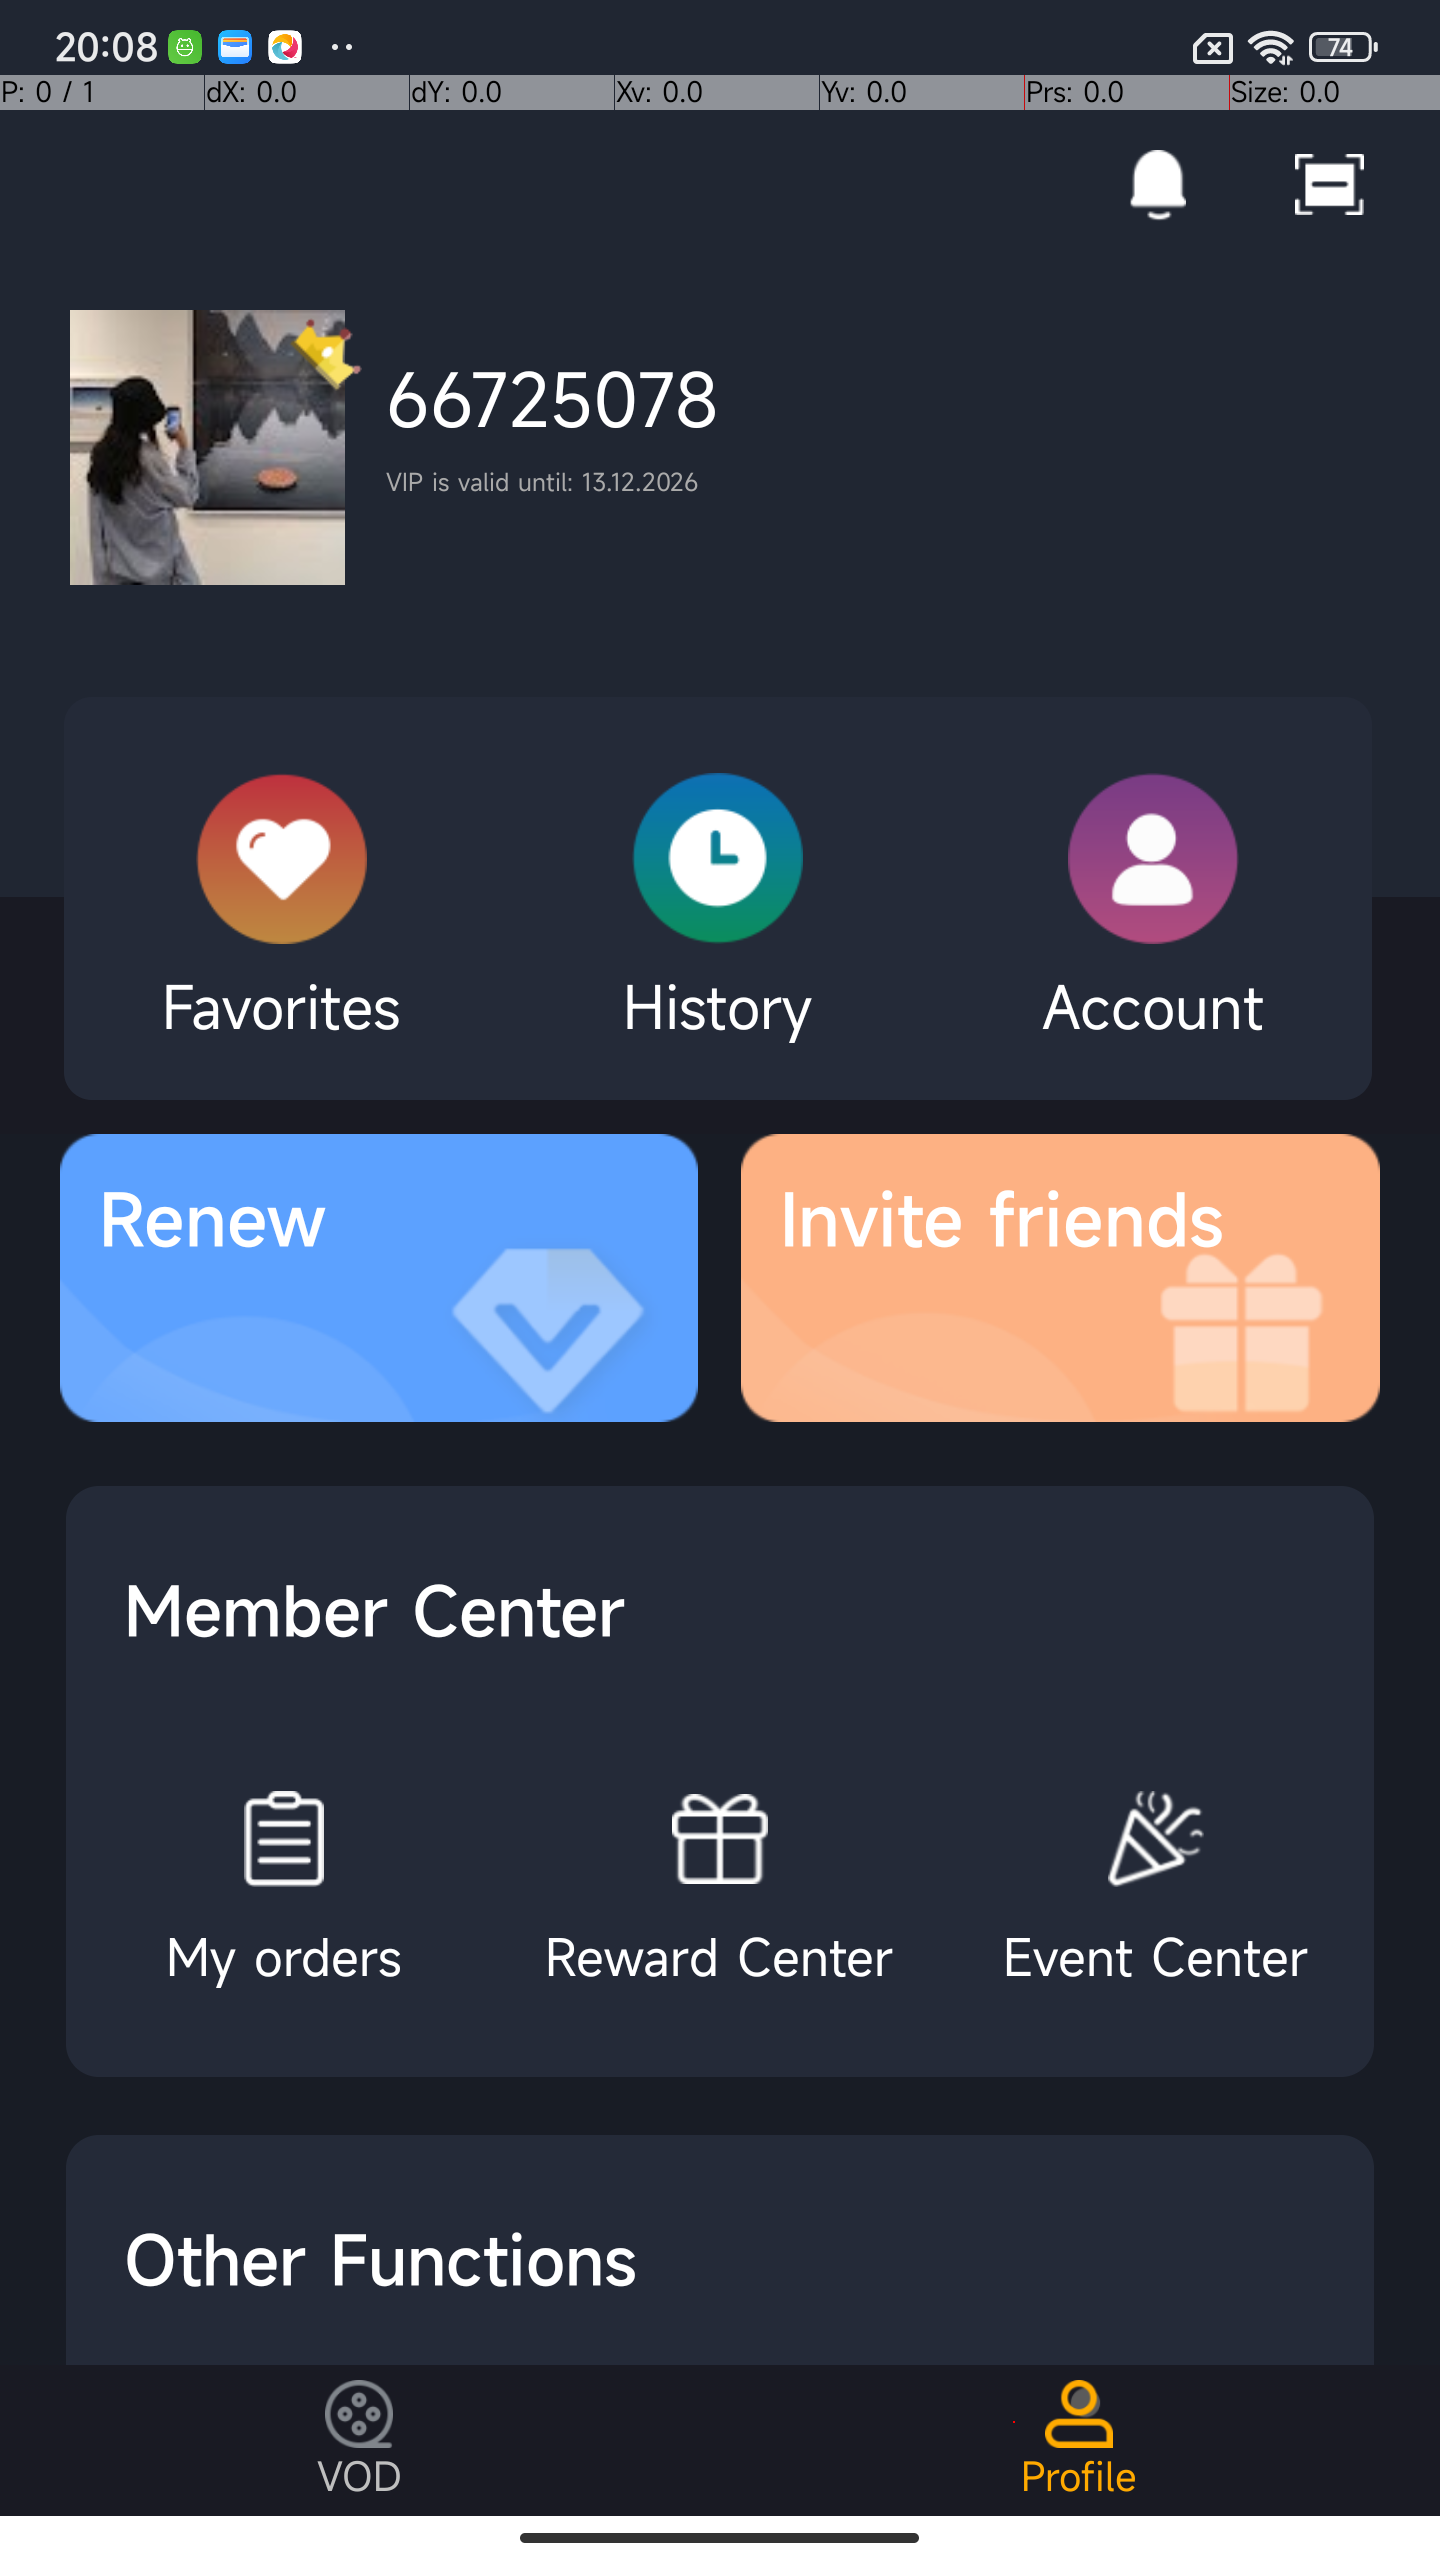 20:08
74
P: 0 / 1 dX: 0.0 dY: 0.0 Xv: 0.0 Yv: 0.0 Prs: 0.0 Size: 0.0
66725078
VIP is valid until: 13.12.2026
Favorites History Account
Renew Invite friends
Member Center
My orders Reward Center Event Center
Other Functions
VOD Profile